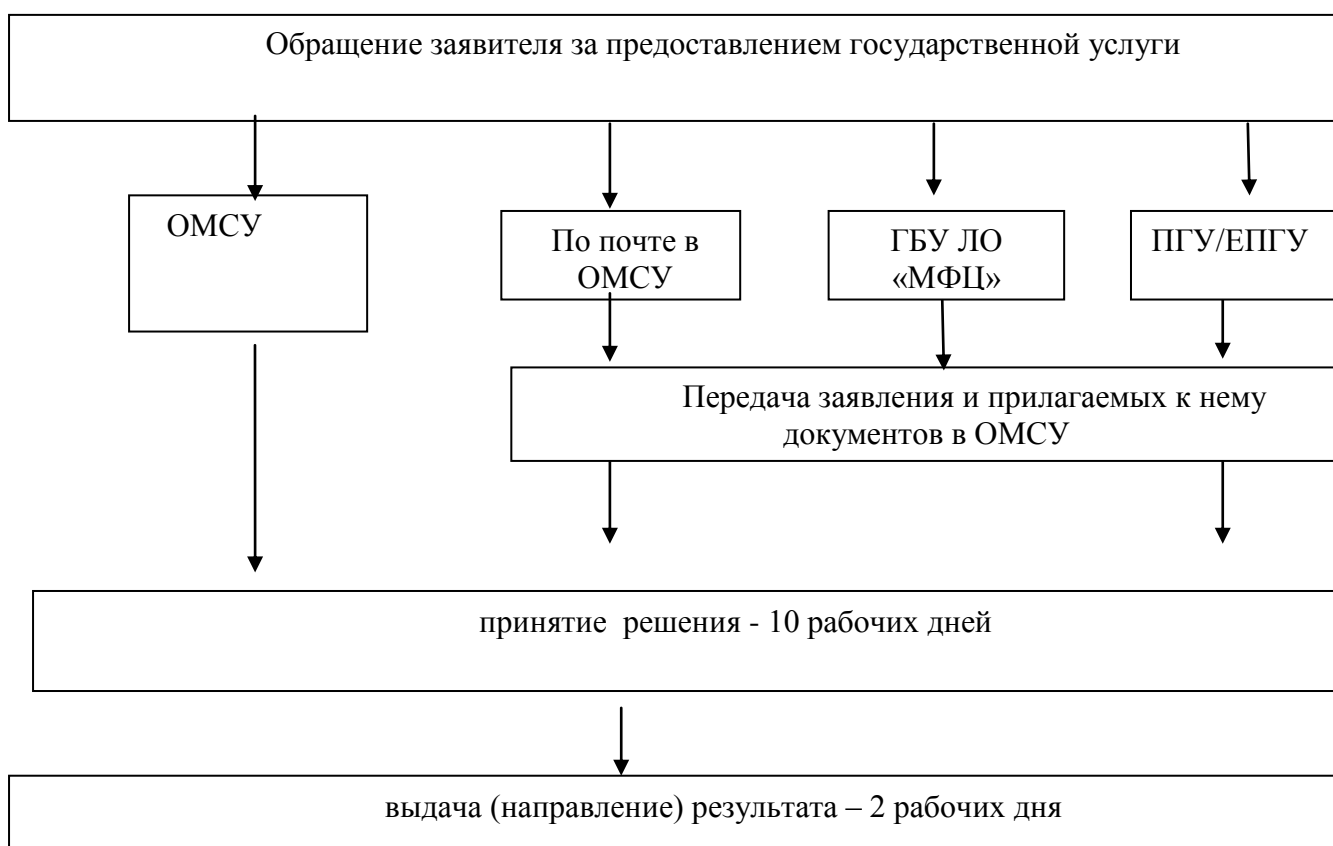 Обращение заявителя за предоставлением государственной услуги
ОМСУ
По почте в
ОМСУ
ГБУ ЛО
«МФЦ»
ПГУ/ЕПГУ
Передача заявления и прилагаемых к нему
документов в ОМСУ
принятие решения - 10 рабочих дней
выдача (направление) результата – 2 рабочих дня